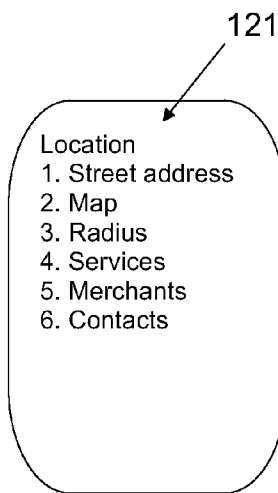 121
Location
1. Street address
2. Map
3. Radius
4. Services
5. Merchants
6. Contacts